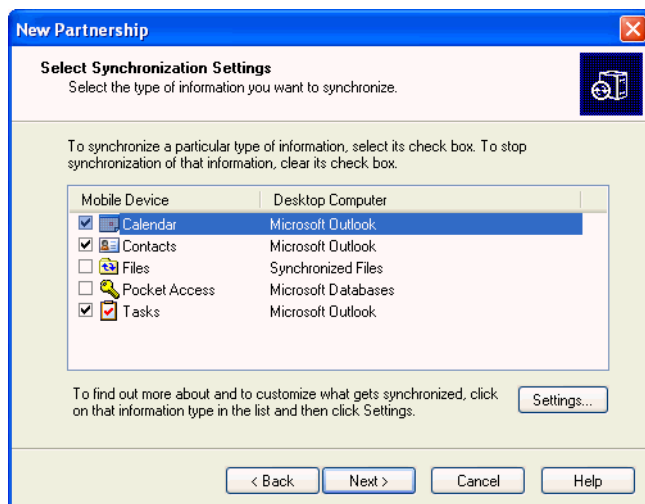 New Partnership
Select Synchronization Settings
Select the type of information you want to synchronize.
To synchronize a particular type of information, select its check box. To stop
synchronization of that information, clear its check box.
Mobile Device Desktop Computer
Calendar Microsoft Outlook
Contacts Microsoft Outlook
Files Synchronized Files
Pocket Access Microsoft Databases
Tasks Microsoft Outlook
To find out more about and to customize what gets synchronized, click
on that information type in the list and then click Settings.
Settings...
< Back Next > Cancel Help